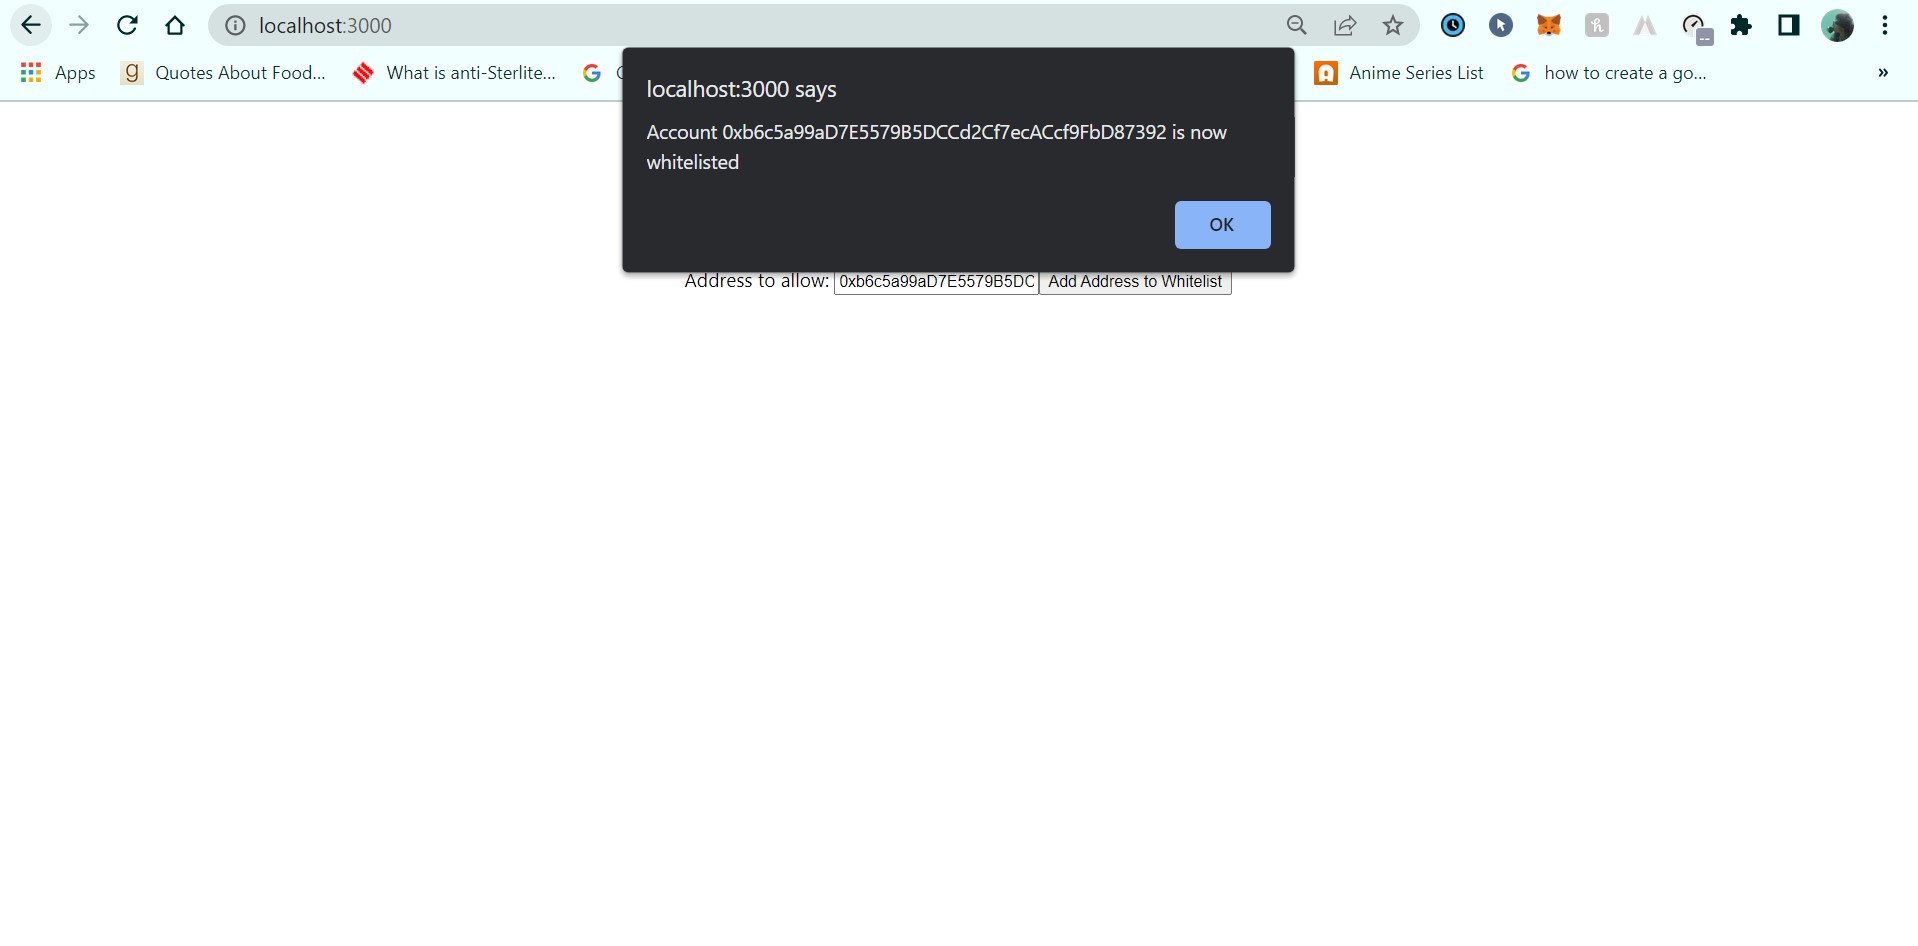 localhost:3000
Apps
Quotes About Food...
What is anti-Sterlite...
Anime Series List
how to create a go...
»
localhost:3000 says
Account 0xb6c5a99aD7E5579B5DCCd2Cf7ecACcf9FbD87392 is now
whitelisted
OK
Address to allow: 0xb6c5a99aD7E5579B5DC Add Address to Whitelist